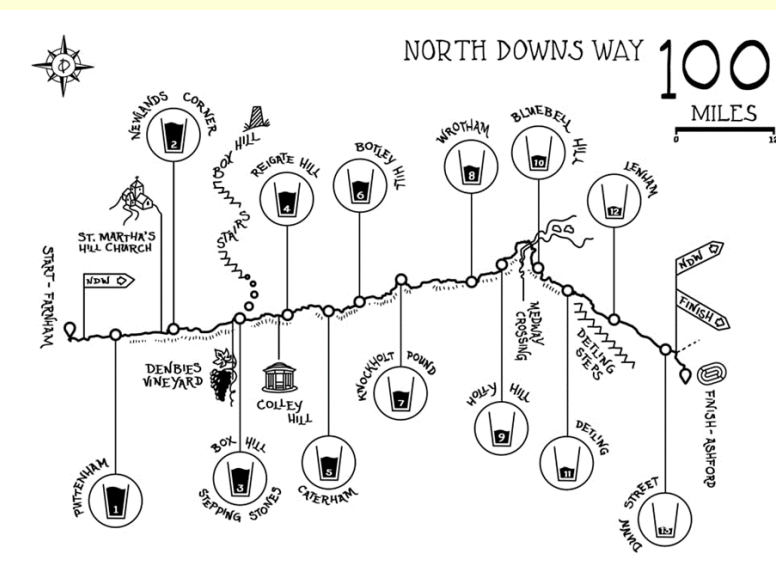 NORTH DOWNS WAY 100
MILES
0
NEWLANDS CORNER
2
BOX HILL
STAIRS
REIGATE HILL
4
BOTLEY HILL
6
WROTHAM
8
BLUEBELL HILL
10
LENHAM
12
ST. MARTHA'S
HILL CHURCH
START - FARNHAM
NDW
NDW
FINISH
DENBIES
VINEYARD
COLLEY
HILL
KNOCKHOLT POUND
7
MEDWAY
CROSSING
DETLING
STEPS
HOLLY HILL
9
DETLING
11
FINISH - ASHFORD
PUTTENHAM
1
BOX HILL
STEPPING STONES
3
CATERHAM
5
DUNN STREET
13